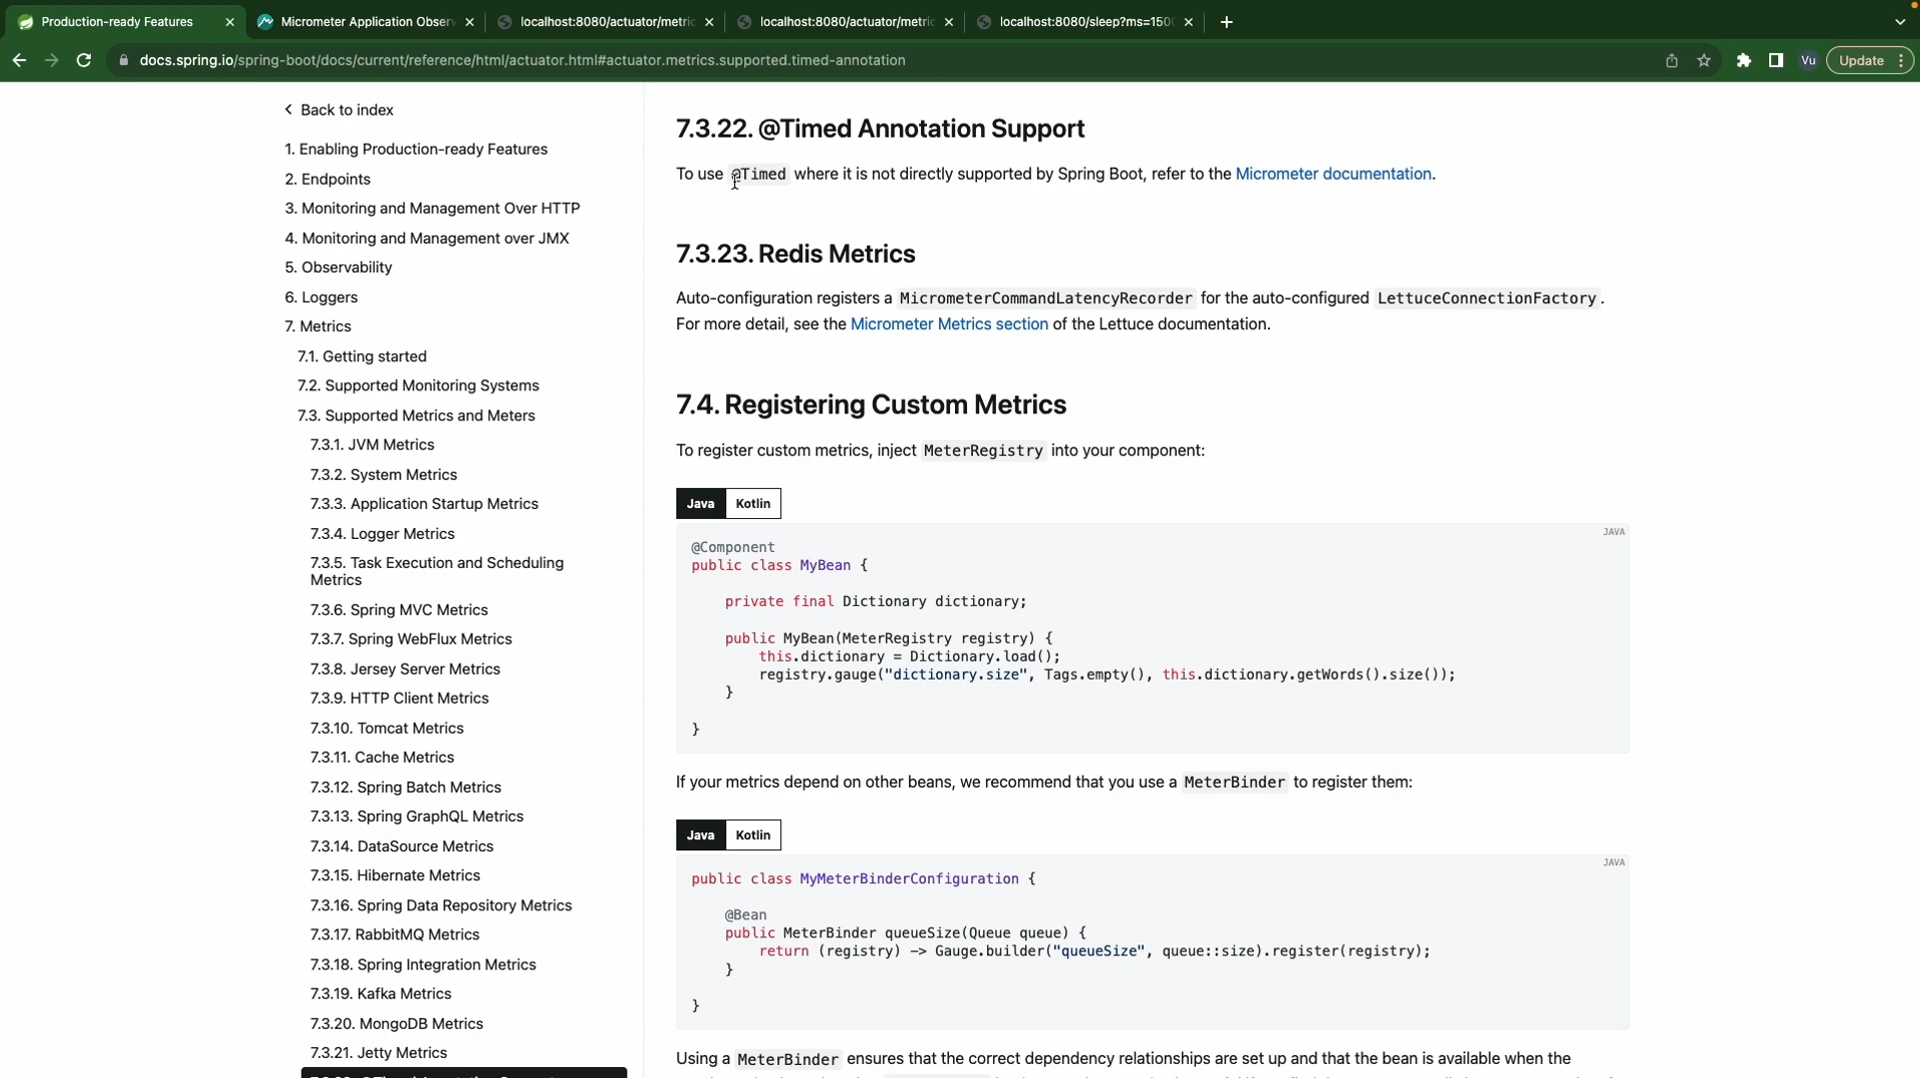 Production-ready Features
Micrometer Application Obser
localhost:8080/actuator/metric
localhost:8080/actuator/metric
localhost:8080/sleep?ms=150
docs.spring.io/spring-boot/docs/current/reference/html/actuator.html#actuator.metrics.supported.timed-annotation
Vu
Update
Back to index
1. Enabling Production-ready Features
2. Endpoints
3. Monitoring and Management Over HTTP
4. Monitoring and Management over JMX
5. Observability
6. Loggers
7. Metrics
7.1. Getting started
7.2. Supported Monitoring Systems
7.3. Supported Metrics and Meters
7.3.1. JVM Metrics
7.3.2. System Metrics
7.3.3. Application Startup Metrics
7.3.4. Logger Metrics
7.3.5. Task Execution and Scheduling
Metrics
7.3.6. Spring MVC Metrics
7.3.7. Spring WebFlux Metrics
7.3.8. Jersey Server Metrics
7.3.9. HTTP Client Metrics
7.3.10. Tomcat Metrics
7.3.11. Cache Metrics
7.3.12. Spring Batch Metrics
7.3.13. Spring GraphQL Metrics
7.3.14. DataSource Metrics
7.3.15. Hibernate Metrics
7.3.16. Spring Data Repository Metrics
7.3.17. RabbitMQ Metrics
7.3.18. Spring Integration Metrics
7.3.19. Kafka Metrics
7.3.20. MongoDB Metrics
7.3.21. Jetty Metrics
7.3.22. @Timed Annotation Support
To use @Timed where it is not directly supported by Spring Boot, refer to the Micrometer documentation.
7.3.23. Redis Metrics
Auto-configuration registers a MicrometerCommandLatencyRecorder for the auto-configured LettuceConnectionFactory.
For more detail, see the Micrometer Metrics section of the Lettuce documentation.
7.4. Registering Custom Metrics
To register custom metrics, inject MeterRegistry into your component:
Java Kotlin
JAVA
@Component
public class MyBean {
private final Dictionary dictionary;
public MyBean(MeterRegistry registry) {
this.dictionary = Dictionary.load();
registry.gauge("dictionary.size", Tags.empty(), this.dictionary.getWords().size());
}
}
If your metrics depend on other beans, we recommend that you use a MeterBinder to register them:
Java Kotlin
JAVA
public class MyMeterBinderConfiguration {
@Bean
public MeterBinder queueSize(Queue queue) {
return (registry) -> Gauge.builder("queueSize", queue::size).register(registry);
}
}
Using a MeterBinder ensures that the correct dependency relationships are set up and that the bean is available when the